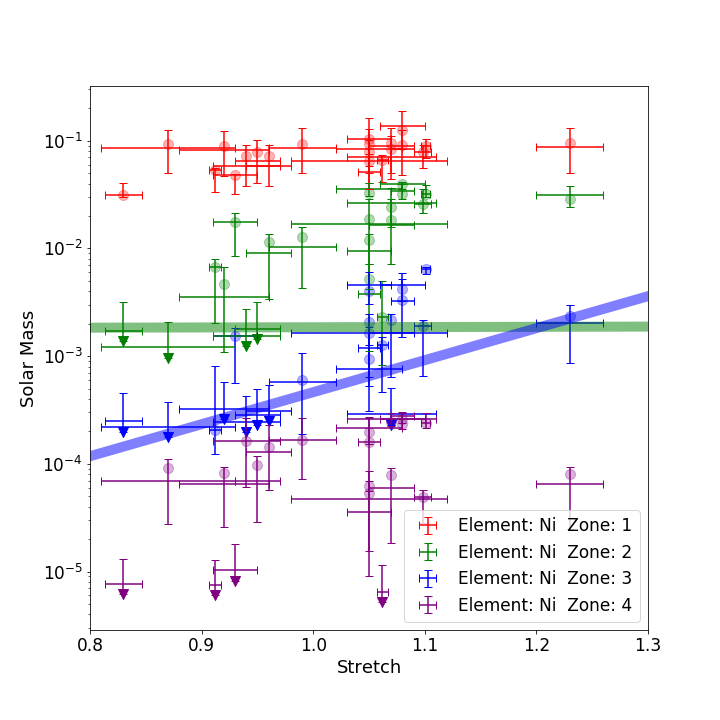 10⁻¹
10⁻²
10⁻³
10⁻⁴
10⁻⁵
Solar Mass
Element: Ni  Zone: 1
Element: Ni  Zone: 2
Element: Ni  Zone: 3
Element: Ni  Zone: 4
0.8 0.9 1.0 1.1 1.2 1.3
Stretch